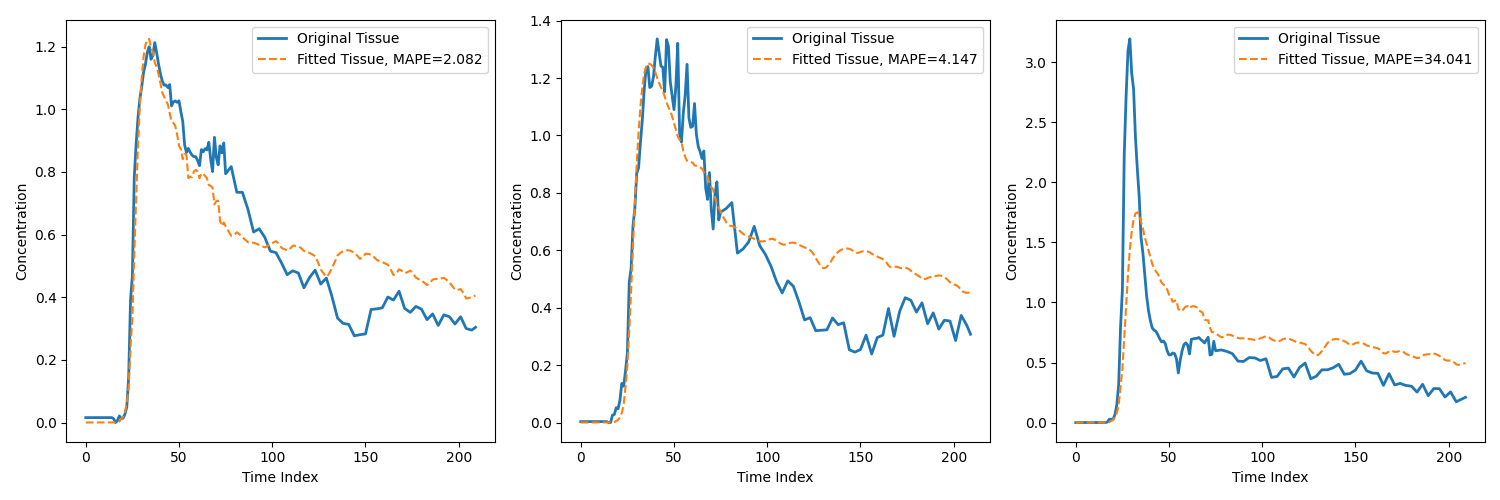 Original Tissue
Fitted Tissue, MAPE=2.082
Concentration
1.2
1.0
0.8
0.6
0.4
0.2
0.0
0 50 100 150 200
Time Index
Original Tissue
Fitted Tissue, MAPE=4.147
Concentration
1.4
1.2
1.0
0.8
0.6
0.4
0.2
0.0
0 50 100 150 200
Time Index
Original Tissue
Fitted Tissue, MAPE=34.041
Concentration
3.0
2.5
2.0
1.5
1.0
0.5
0.0
0 50 100 150 200
Time Index